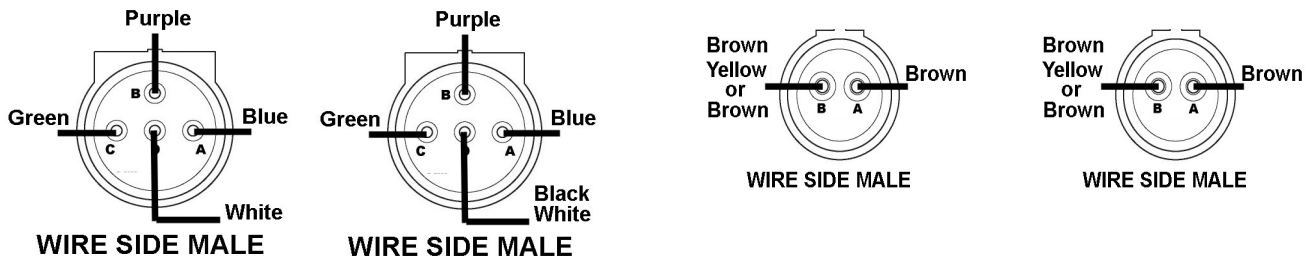 Purple
B
Green
Blue
C
D
A
White
WIRE SIDE MALE
Purple
B
Green
Blue
C
D
A
Black
White
WIRE SIDE MALE
Brown
Yellow
or
Brown
Brown
B
A
WIRE SIDE MALE
Brown
Yellow
or
Brown
Brown
B
A
WIRE SIDE MALE